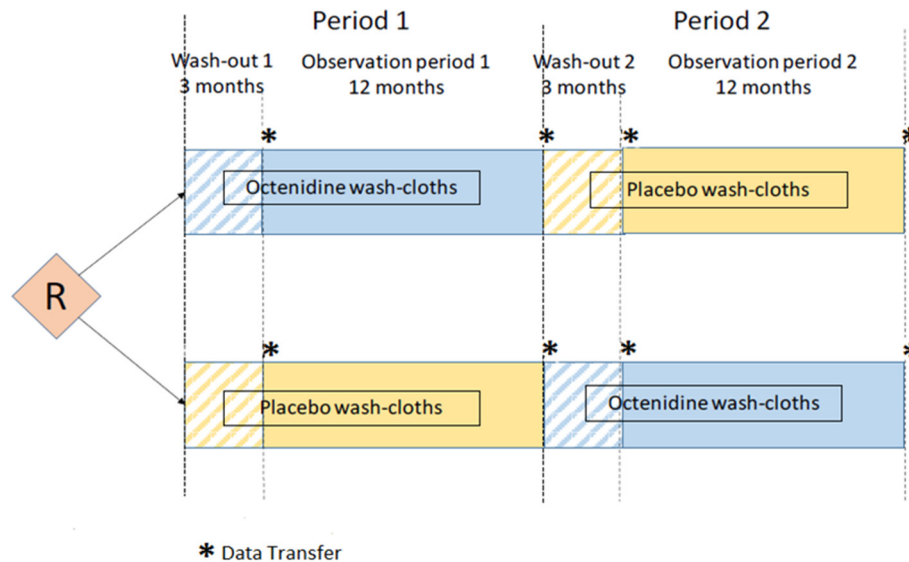 Period 1
Period 2
Wash-out 1
3 months
Observation period 1
12 months
Wash-out 2
3 months
Observation period 2
12 months
*
*
*
*
Octenidine wash-cloths
Placebo wash-cloths
R
*
*
*
*
Placebo wash-cloths
Octenidine wash-cloths
* Data Transfer